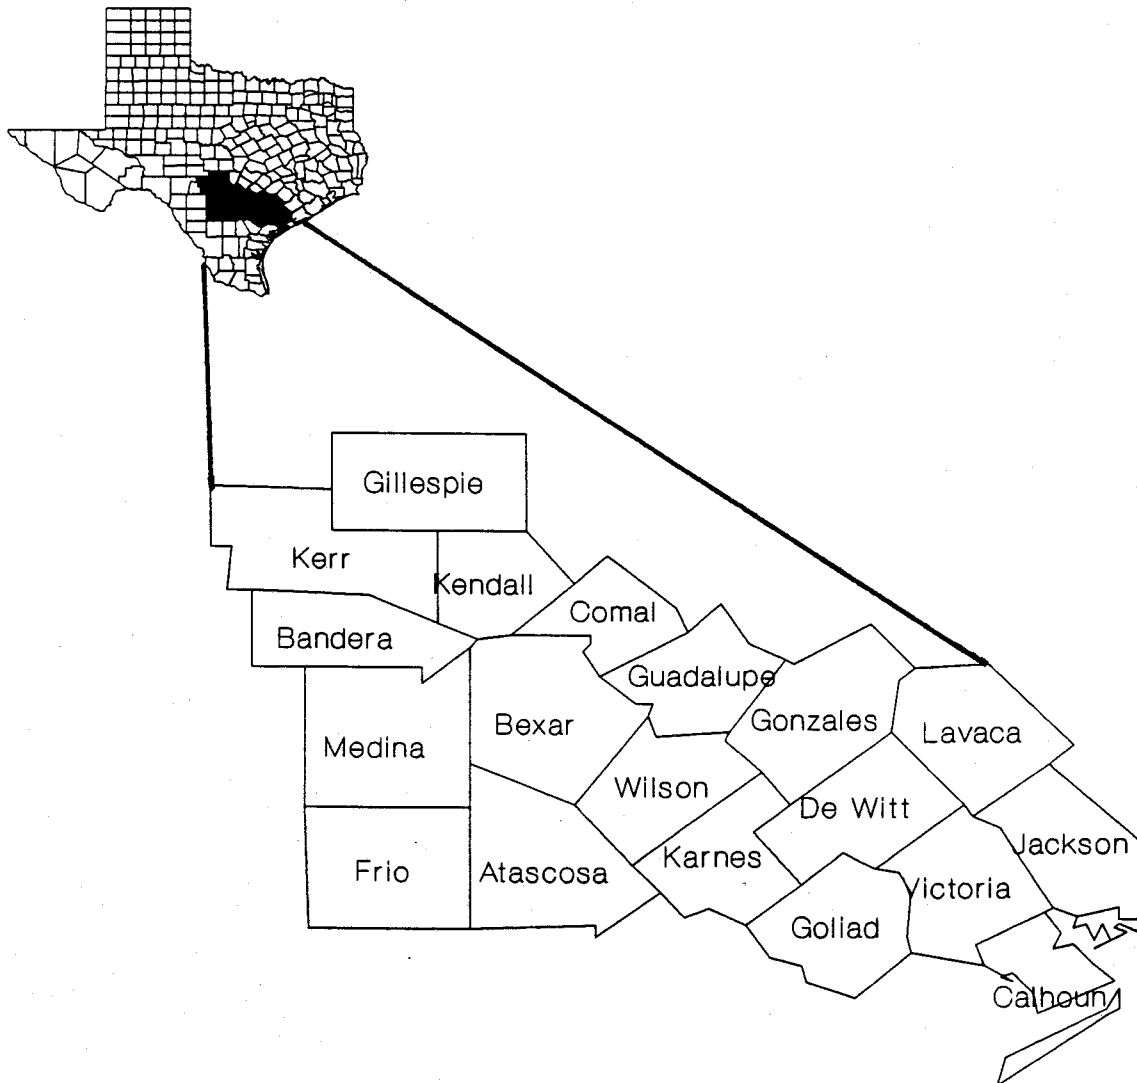 Gillespie
Kerr
Kendall
Comal
Bandera
Guadalupe
Bexar
Gonzales
Lavaca
Medina
Wilson
De Witt
Jackson
Frio
Atascosa
Karnes
Victoria
Goliad
Calhoun